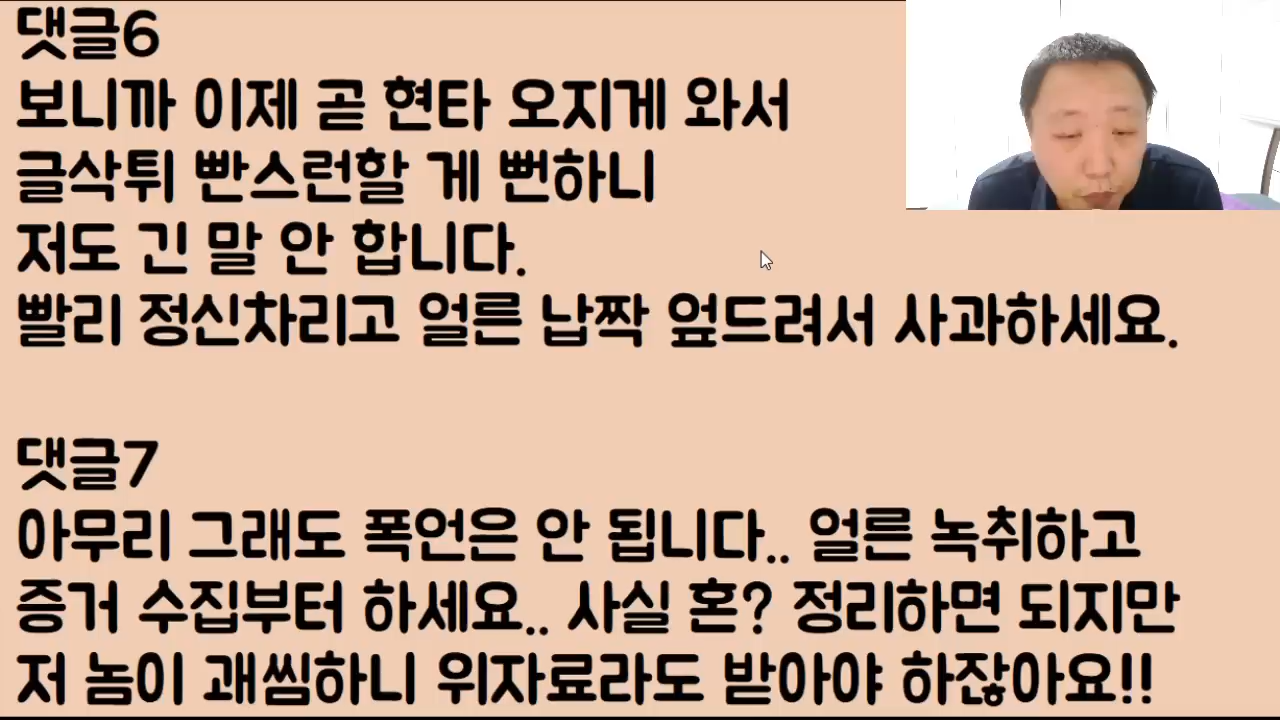 댓글6
보니까 이제 곧 현타 오지게 와서
글삭튀 빤스런할 게 뻔하니
저도 긴 말 안 합니다.
빨리 정신차리고 얼른 납짝 엎드려서 사과하세요.
댓글7
아무리 그래도 폭언은 안 됩니다.. 얼른 녹취하고
증거 수집부터 하세요.. 사실 혼? 정리하면 되지만
저 놈이 괘씸하니 위자료라도 받아야 하잖아요!!